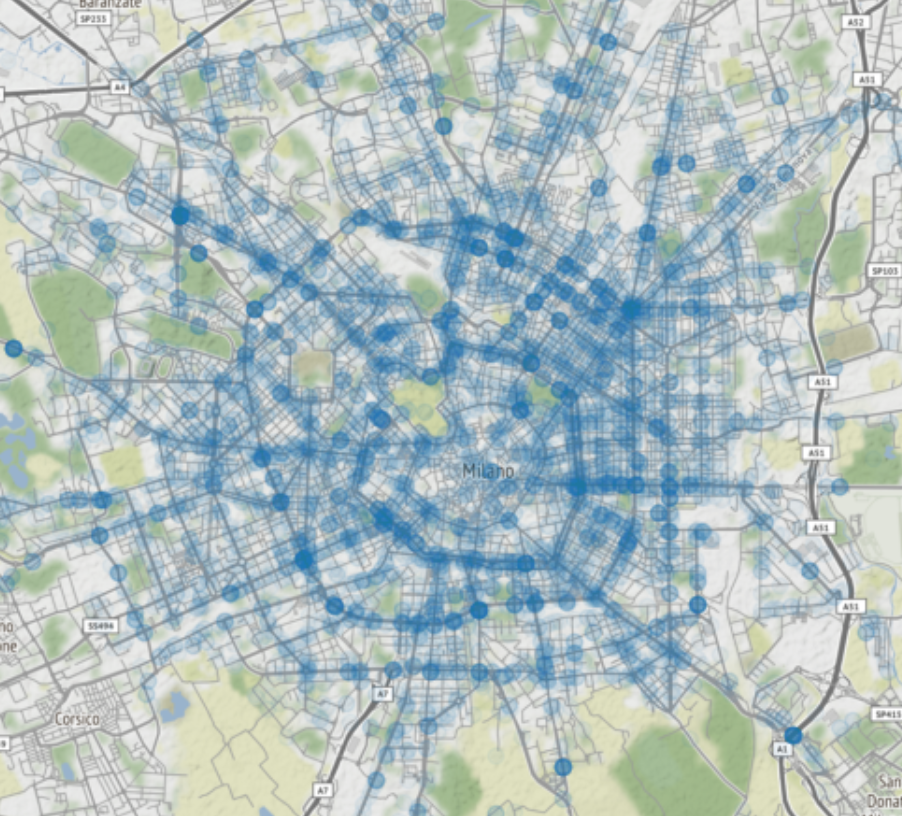 Baranzate
SP233
A52
A4
A51
SP103
A51
A51
Milano
A51
A51
SS494
Corsico
A7
SP415
A1
San
Donat
A7